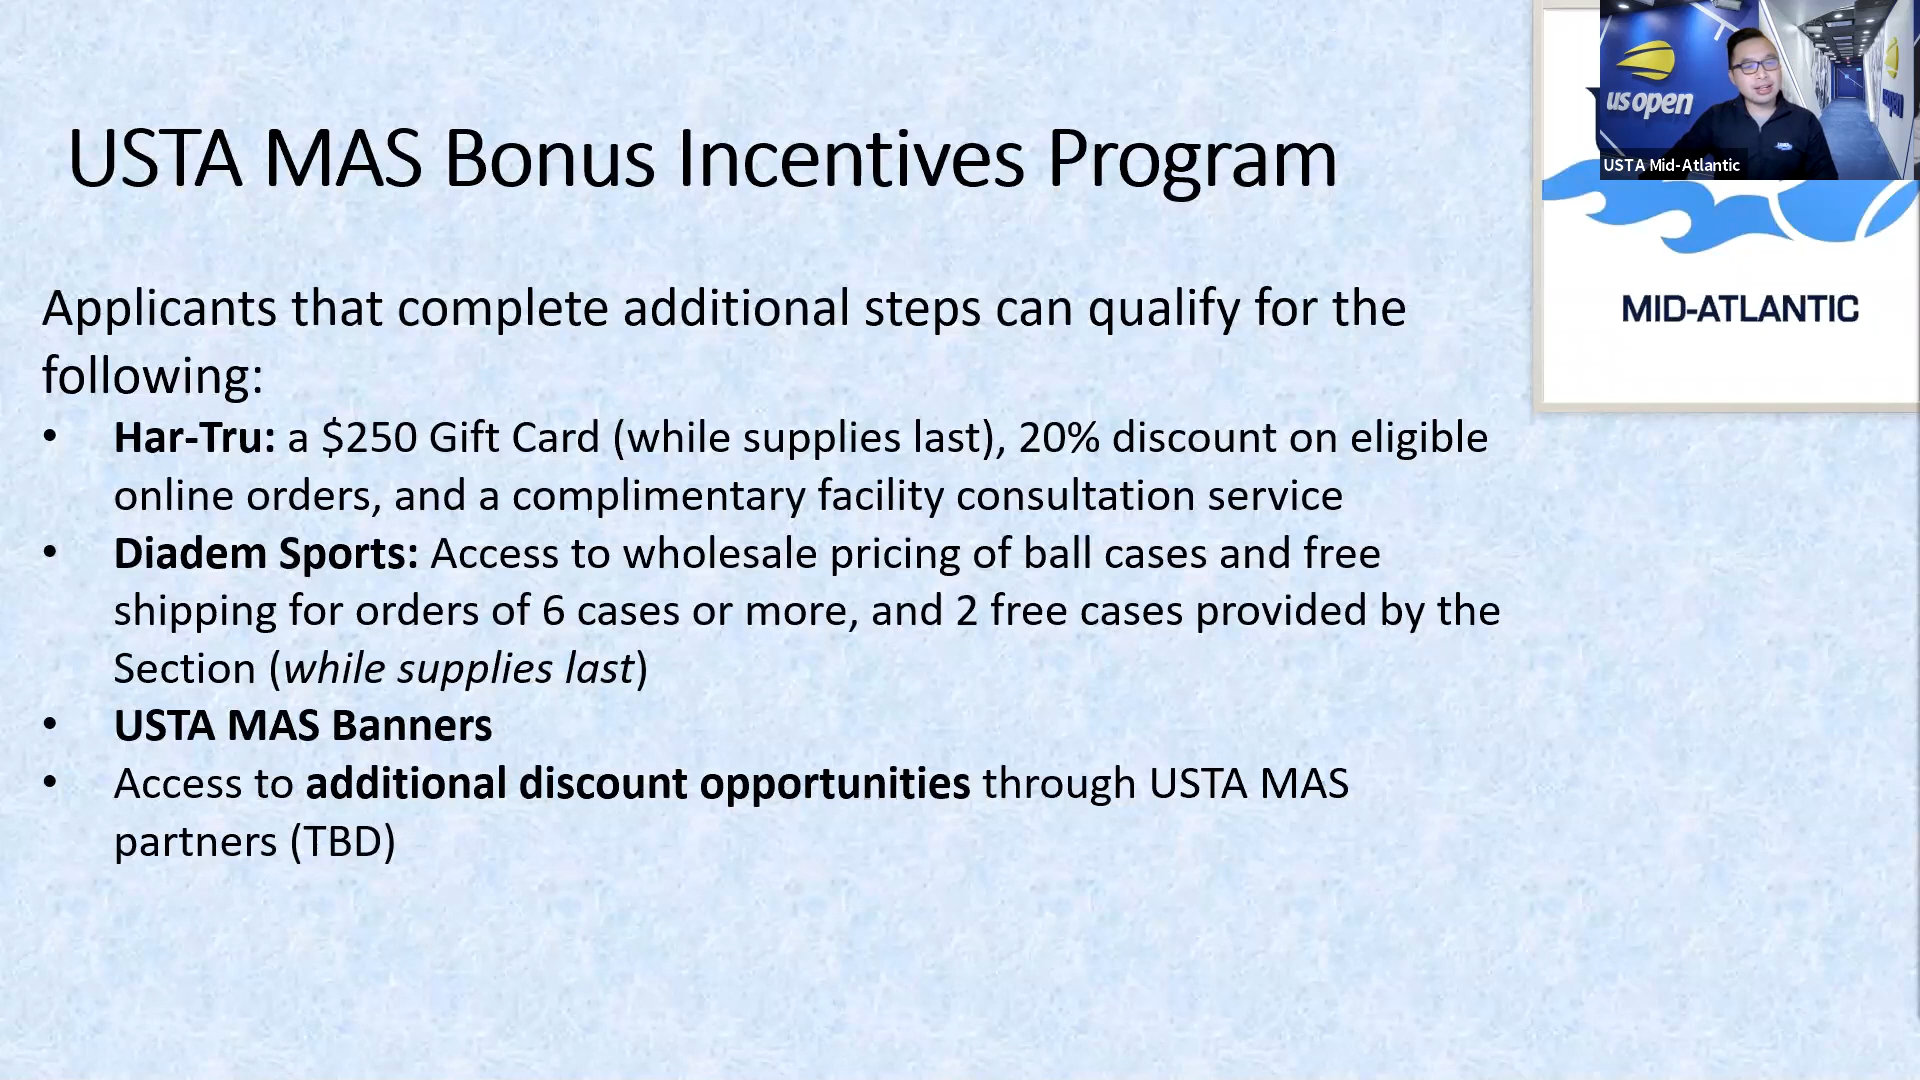 USTA MAS Bonus Incentives Program
Applicants that complete additional steps can qualify for the
following:
• Har-Tru: a $250 Gift Card (while supplies last), 20% discount on eligible
online orders, and a complimentary facility consultation service
• Diadem Sports: Access to wholesale pricing of ball cases and free
shipping for orders of 6 cases or more, and 2 free cases provided by the
Section (while supplies last)
• USTA MAS Banners
• Access to additional discount opportunities through USTA MAS
partners (TBD)
us open
USTA Mid-Atlantic
MID-ATLANTIC